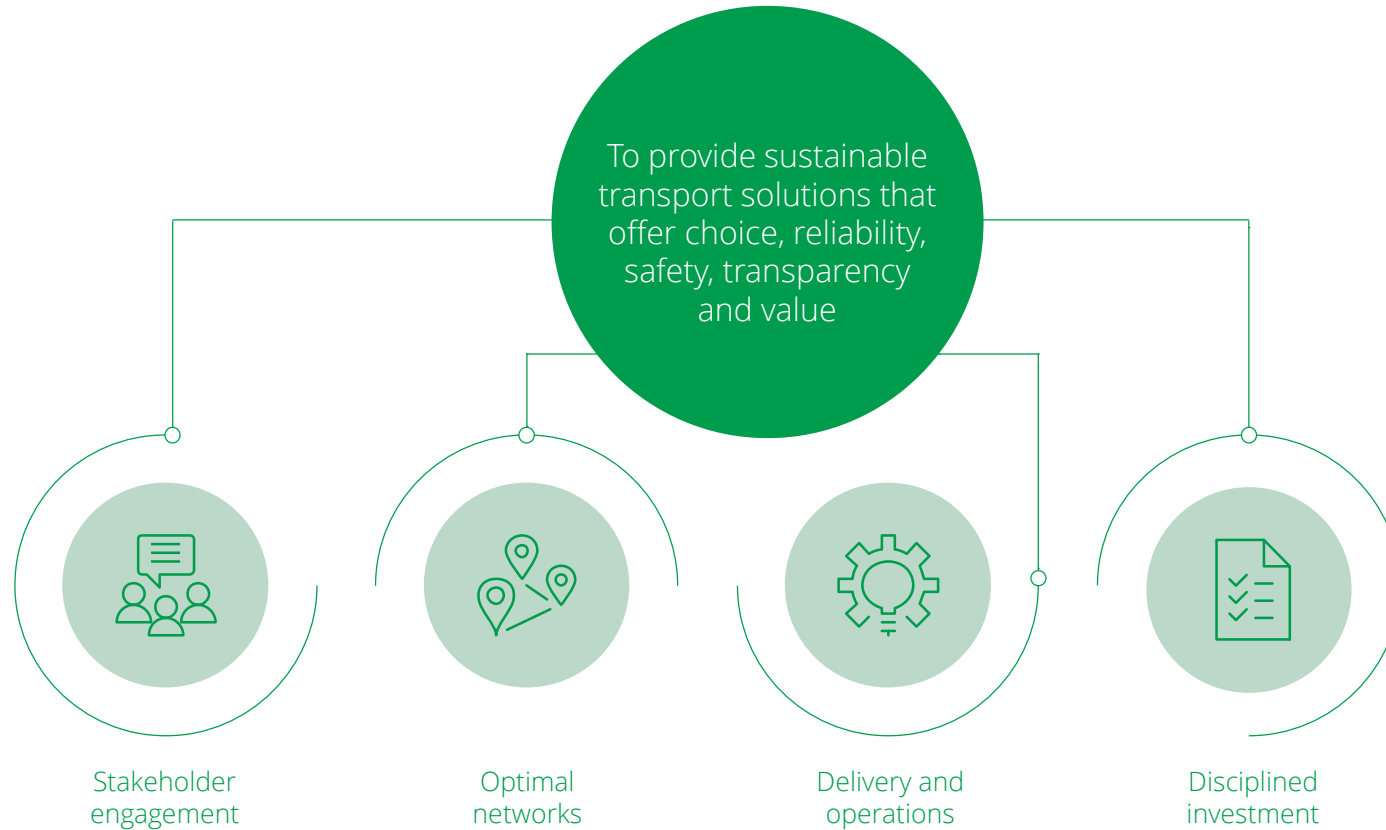 To provide sustainable
transport solutions that
offer choice, reliability,
safety, transparency
and value
Stakeholder
engagement
Optimal
networks
Delivery and
operations
Disciplined
investment